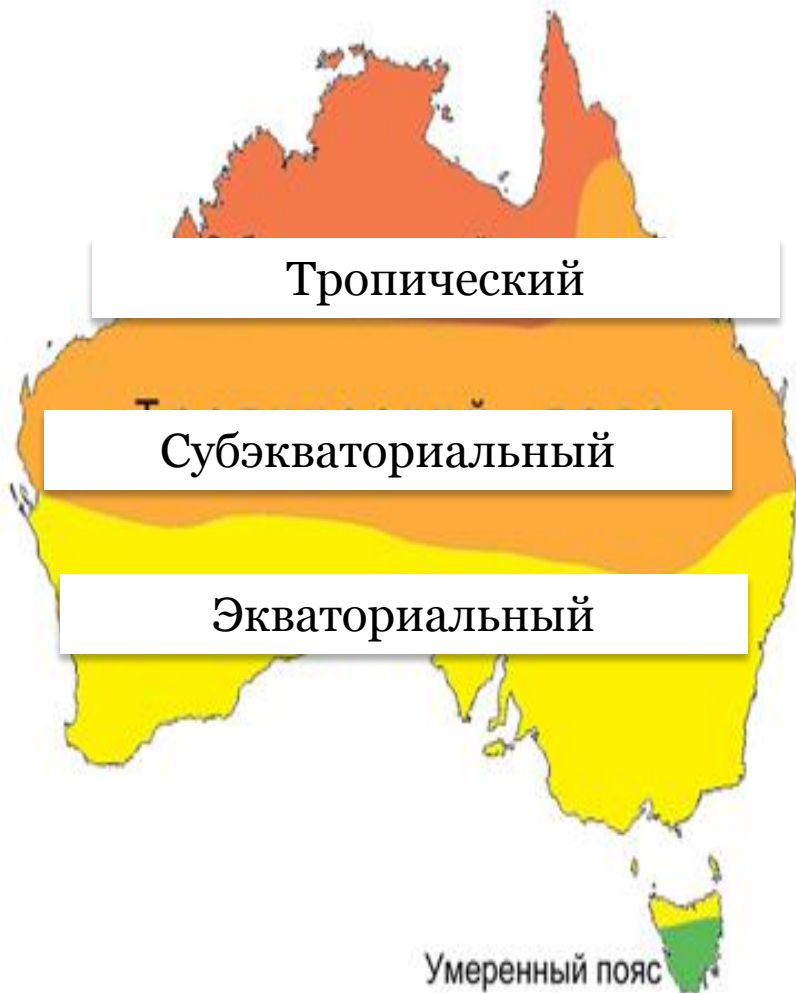 Тропический
Субэкваториальный
Экваториальный
Умеренный пояс